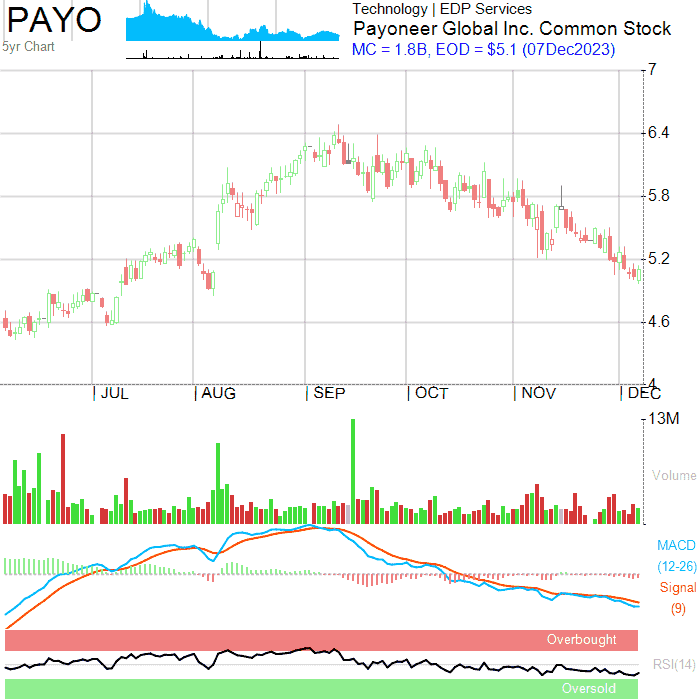 PAYO
5yr Chart
Technology | EDP Services
Payoneer Global Inc. Common Stock
MC = 1.8B, EOD = $5.1 (07Dec2023)
7
6.4
5.8
5.2
4.6
4
JUL
AUG
SEP
OCT
NOV
DEC
13M
Volume
MACD
(12-26)
Signal
(9)
Overbought
RSI(14)
Oversold